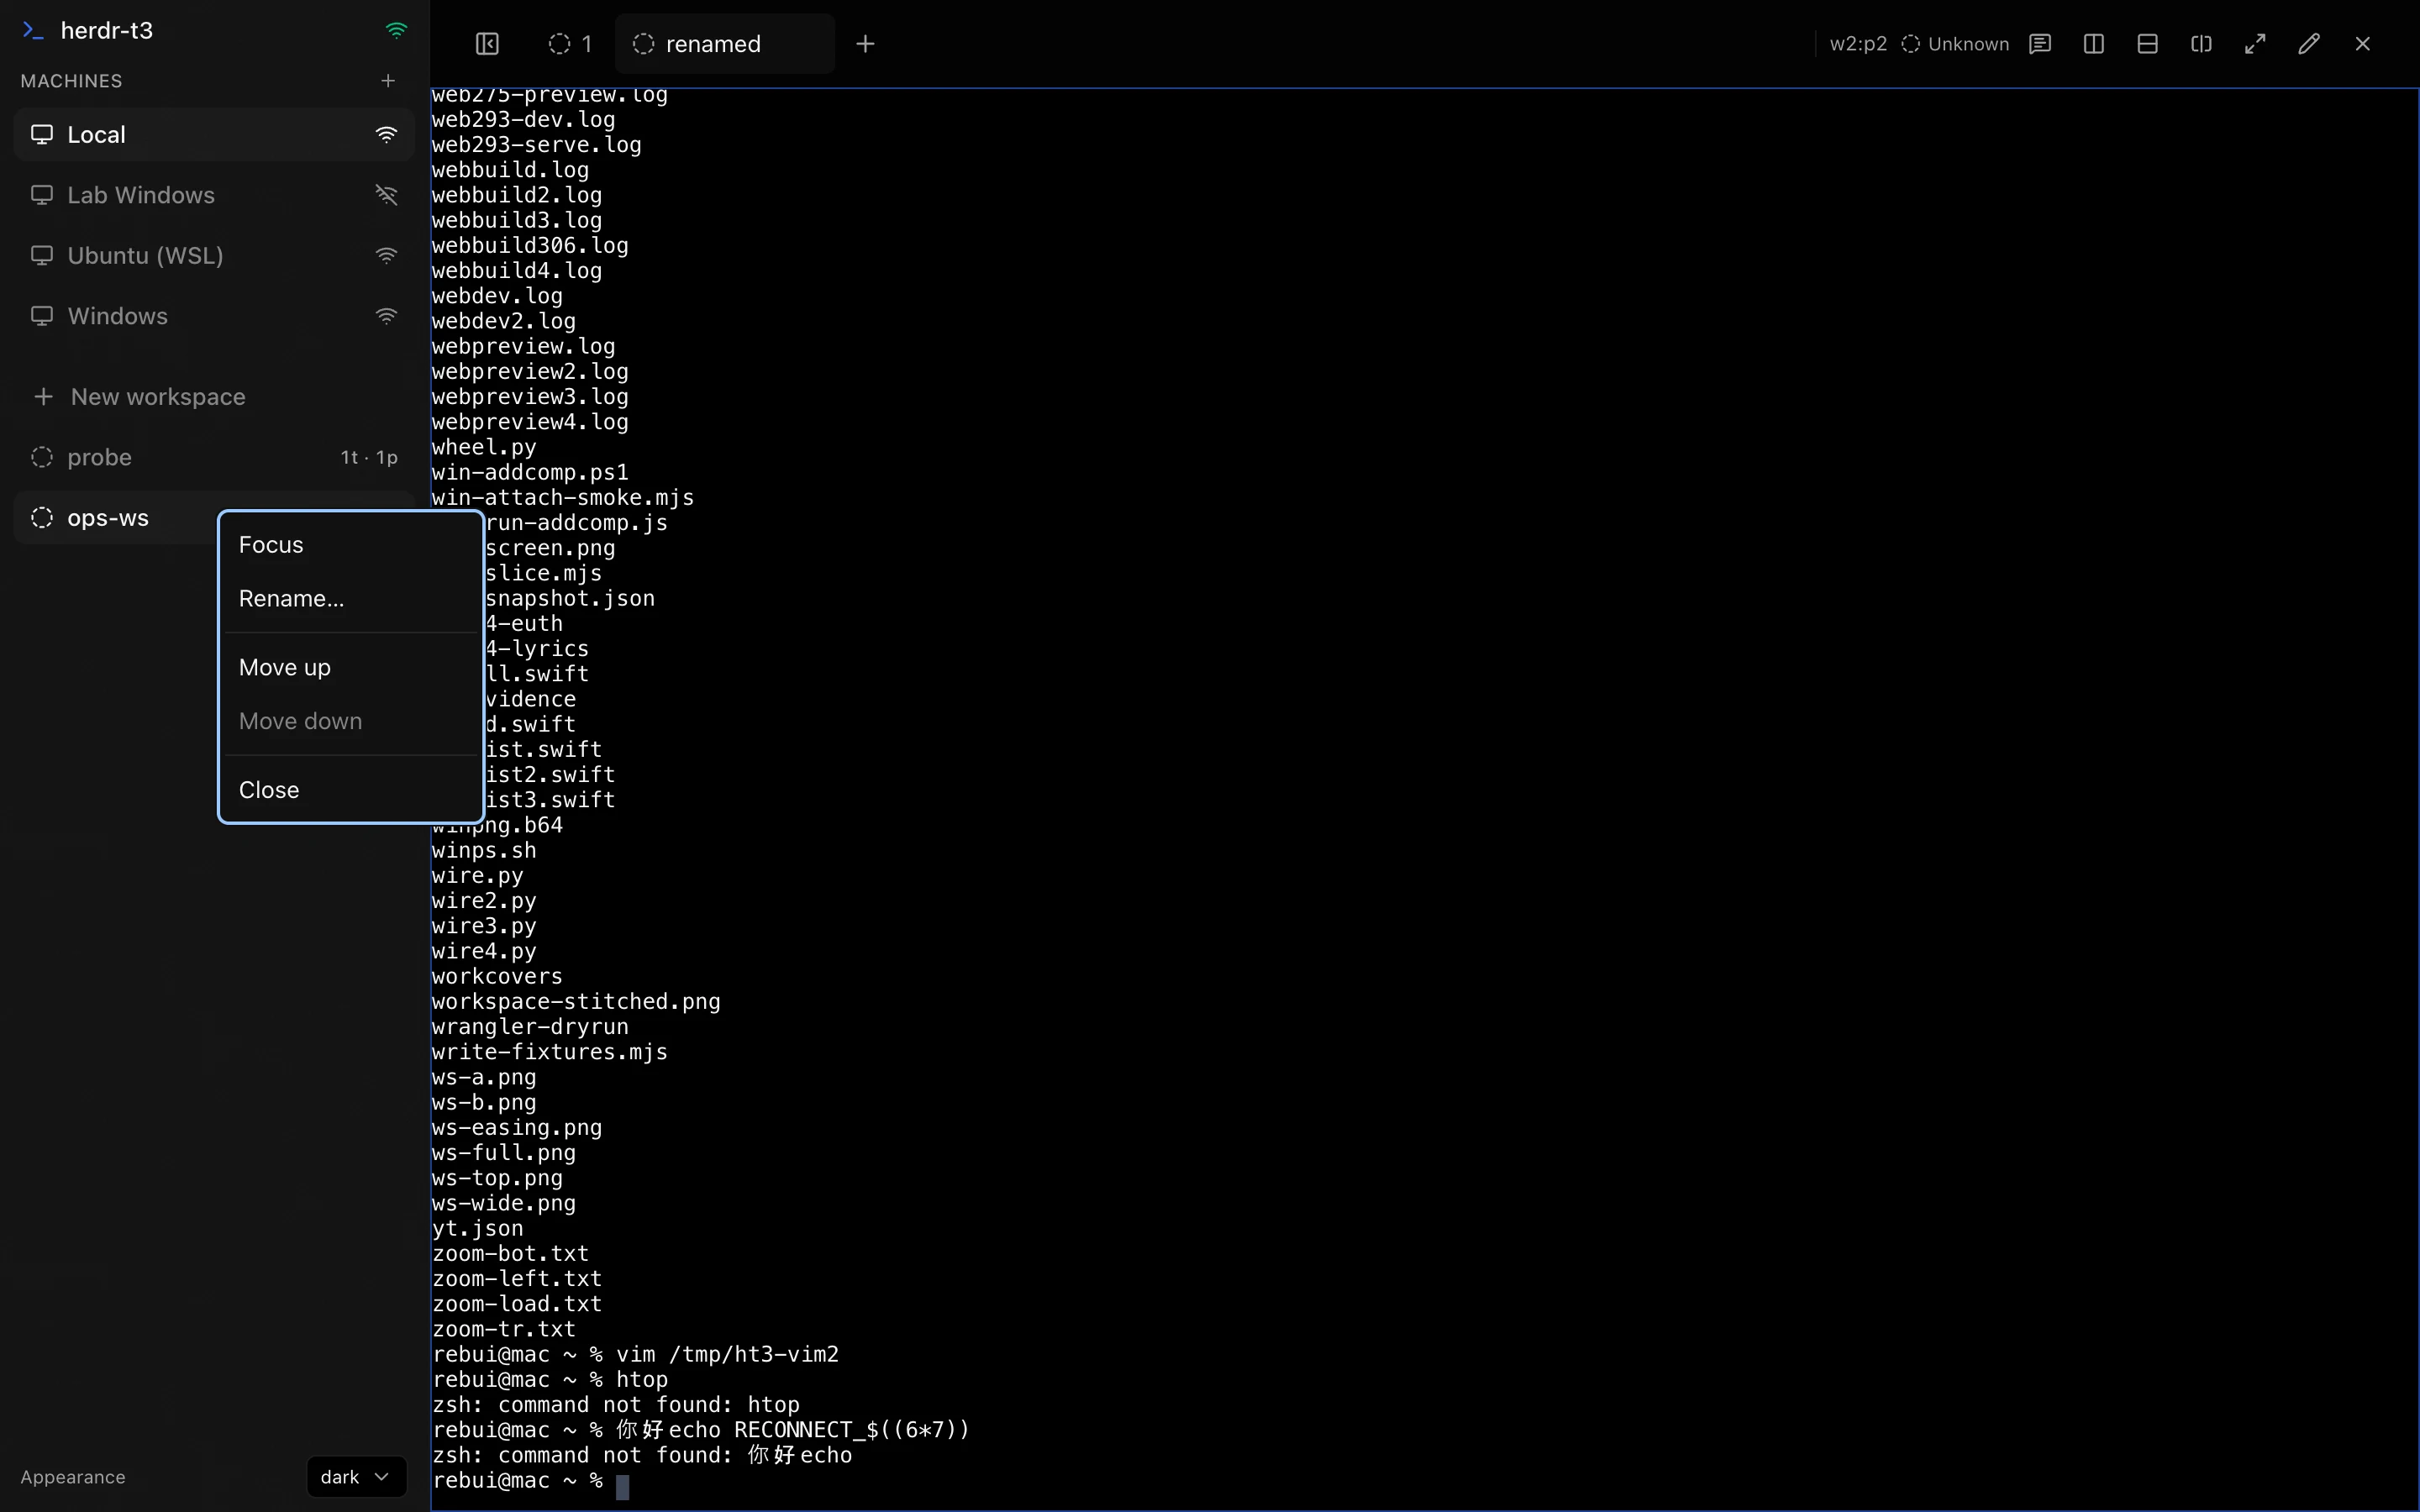 herdr-t3
MACHINES
Local
Lab Windows
Ubuntu (WSL)
Windows
New workspace
probe 1t · 1p
ops-ws
Focus
Rename...
Move up
Move down
Close
Appearance
dark
1
renamed
w2:p2 Unknown
web275-preview.log
web293-dev.log
web293-serve.log
webbuild.log
webbuild2.log
webbuild3.log
webbuild306.log
webbuild4.log
webdev.log
webdev2.log
webpreview.log
webpreview2.log
webpreview3.log
webpreview4.log
wheel.py
win-addcomp.ps1
win-attach-smoke.mjs
run-addcomp.js
screen.png
slice.mjs
snapshot.json
4-euth
4-lyrics
ll.swift
vidence
d.swift
ist.swift
ist2.swift
ist3.swift
winpng.b64
winps.sh
wire.py
wire2.py
wire3.py
wire4.py
workcovers
workspace-stitched.png
wrangler-dryrun
write-fixtures.mjs
ws-a.png
ws-b.png
ws-easing.png
ws-full.png
ws-top.png
ws-wide.png
yt.json
zoom-bot.txt
zoom-left.txt
zoom-load.txt
zoom-tr.txt
rebui@mac ~ % vim /tmp/ht3-vim2
rebui@mac ~ % htop
zsh: command not found: htop
rebui@mac ~ % 你好echo RECONNECT_$((6*7))
zsh: command not found: 你好echo
rebui@mac ~ %